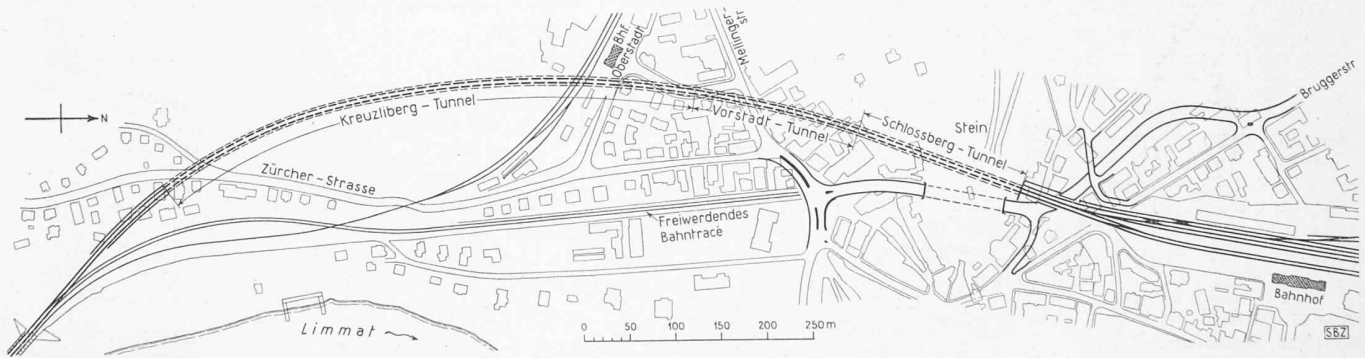 Bhf.
Oberstadt
Mellinger-
str
N
Kreuzliberg - Tunnel
Vorstadt - Tunnel
Schlossberg - Tunnel
Stein
Bruggerstr
Zürcher - Strasse
Freiwerdendes
Bahntracé
Bahnhof
Limmat
0 50 100 150 200 250 m
SBZ